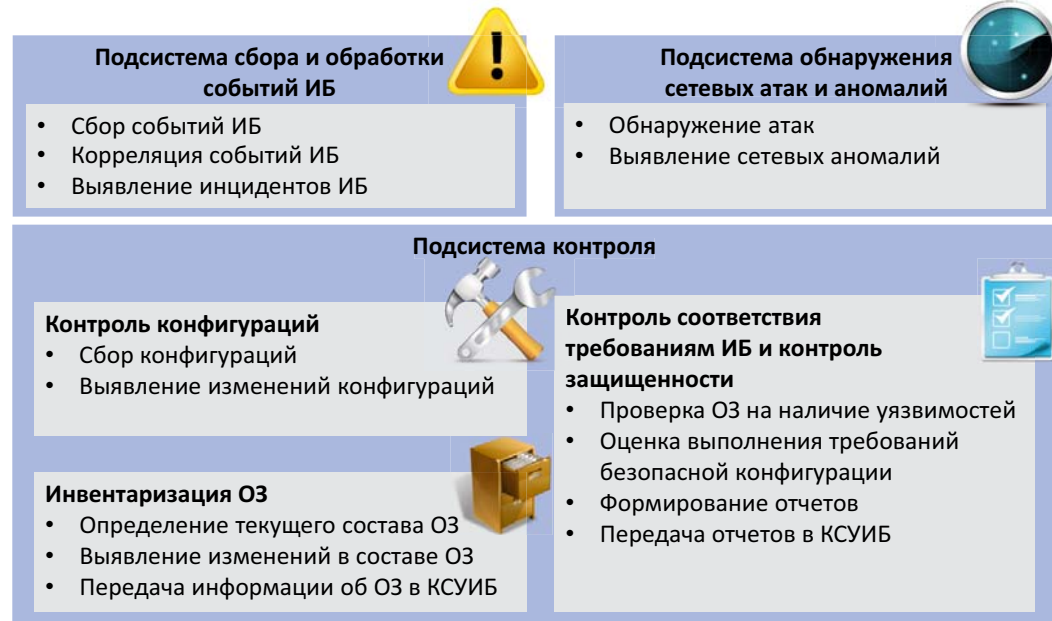 Подсистема сбора и обработки
событий ИБ
• Сбор событий ИБ
• Корреляция событий ИБ
• Выявление инцидентов ИБ
Подсистема обнаружения
сетевых атак и аномалий
• Обнаружение атак
• Выявление сетевых аномалий
Подсистема контроля
Контроль конфигураций
• Сбор конфигураций
• Выявление изменений конфигураций
Инвентаризация ОЗ
• Определение текущего состава ОЗ
• Выявление изменений в составе ОЗ
• Передача информации об ОЗ в КСУИБ
Контроль соответствия
требованиям ИБ и контроль
защищенности
• Проверка ОЗ на наличие уязвимостей
• Оценка выполнения требований
безопасной конфигурации
• Формирование отчетов
• Передача отчетов в КСУИБ